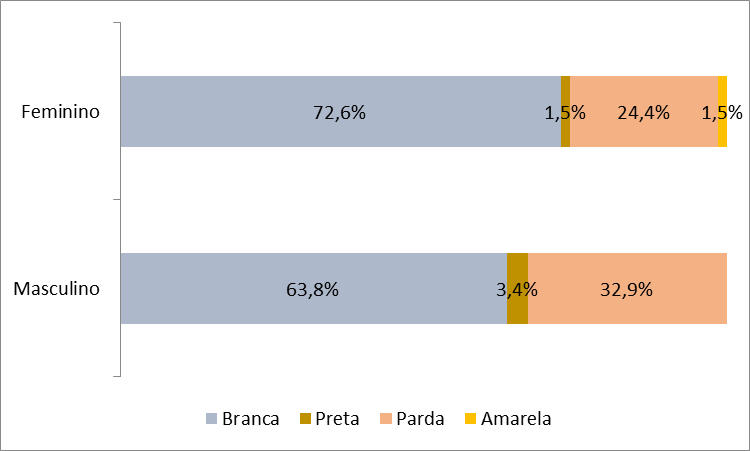 Feminino 72,6% 1,5% 24,4% 1,5%
Masculino 63,8% 3,4% 32,9%
Branca Preta Parda Amarela